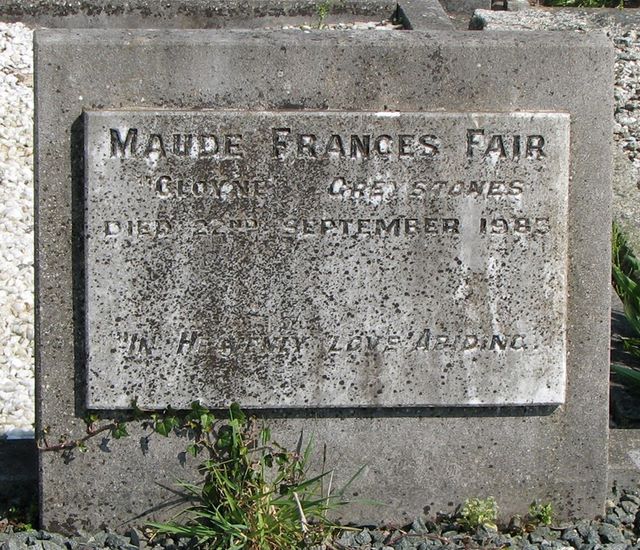 MAUDE FRANCES FAIR
"CLOYNE" GREYSTONES
DIED 22ND SEPTEMBER 1985
"IN HEAVENLY LOVE ABIDING.